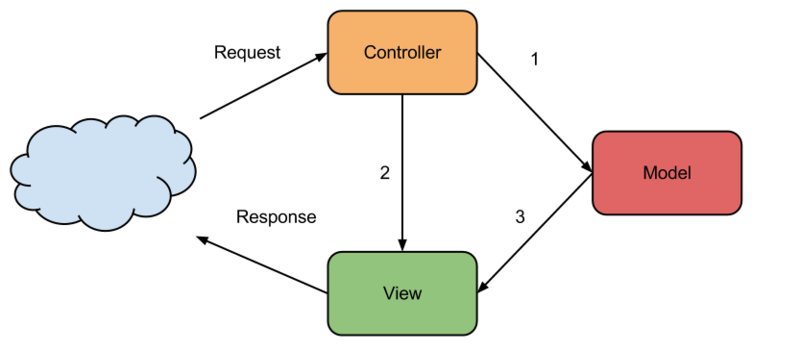 Request
Controller
1
2
Model
3
Response
View